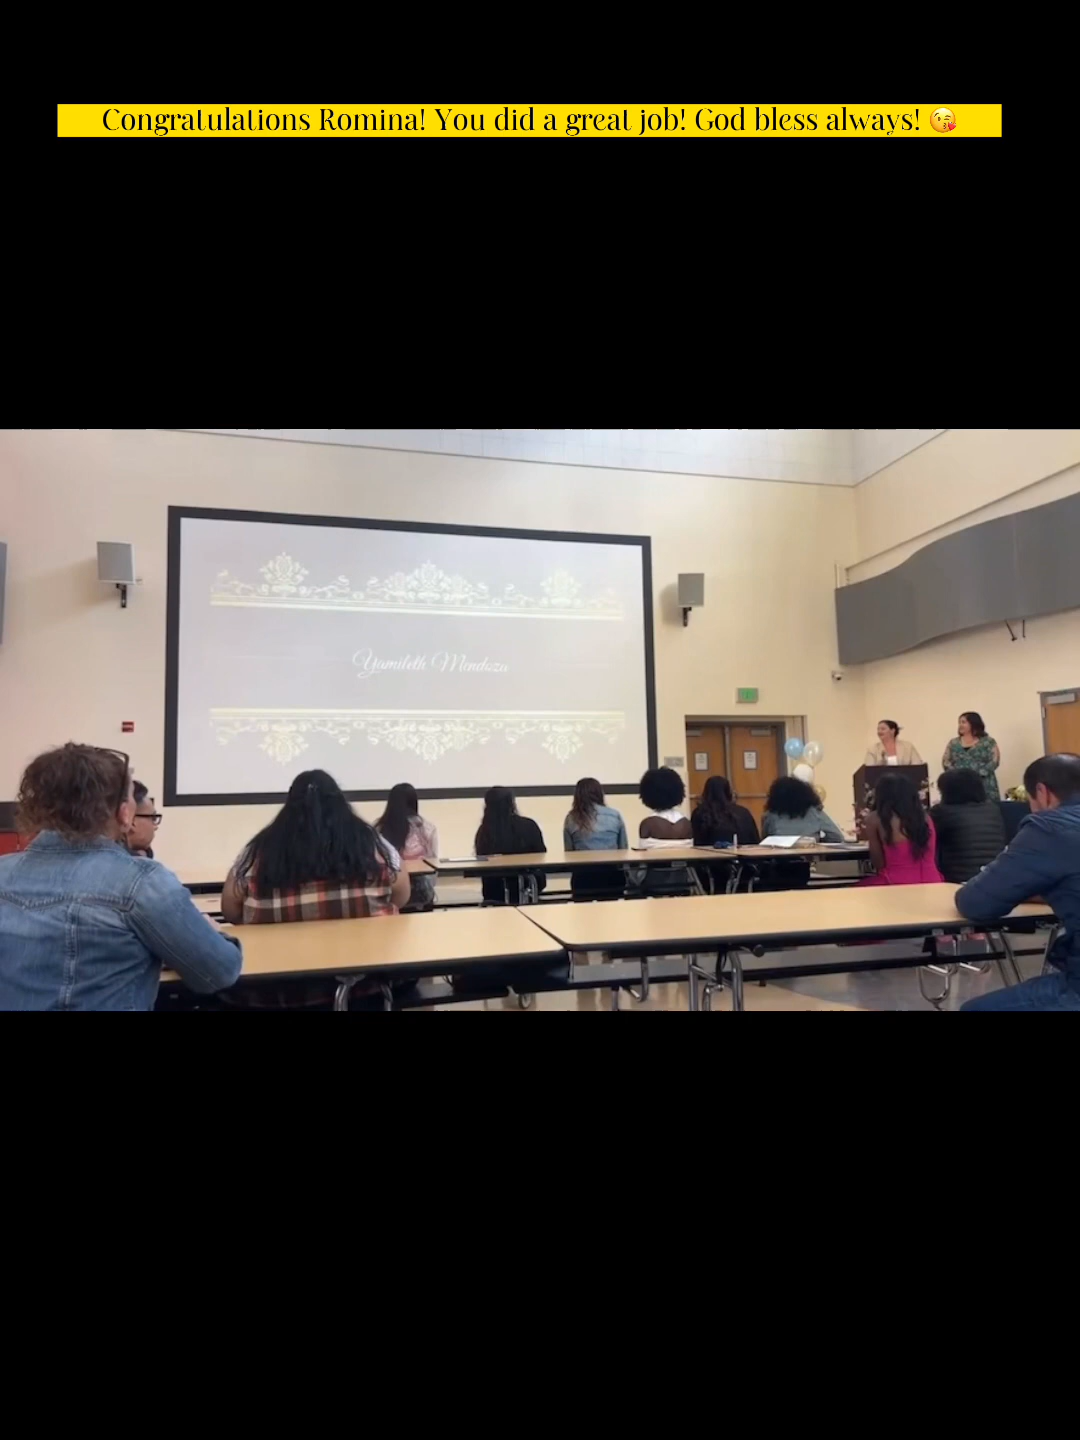 Congratulations Romina! You did a great job! God bless always! 😘
Yamileth Mendoza